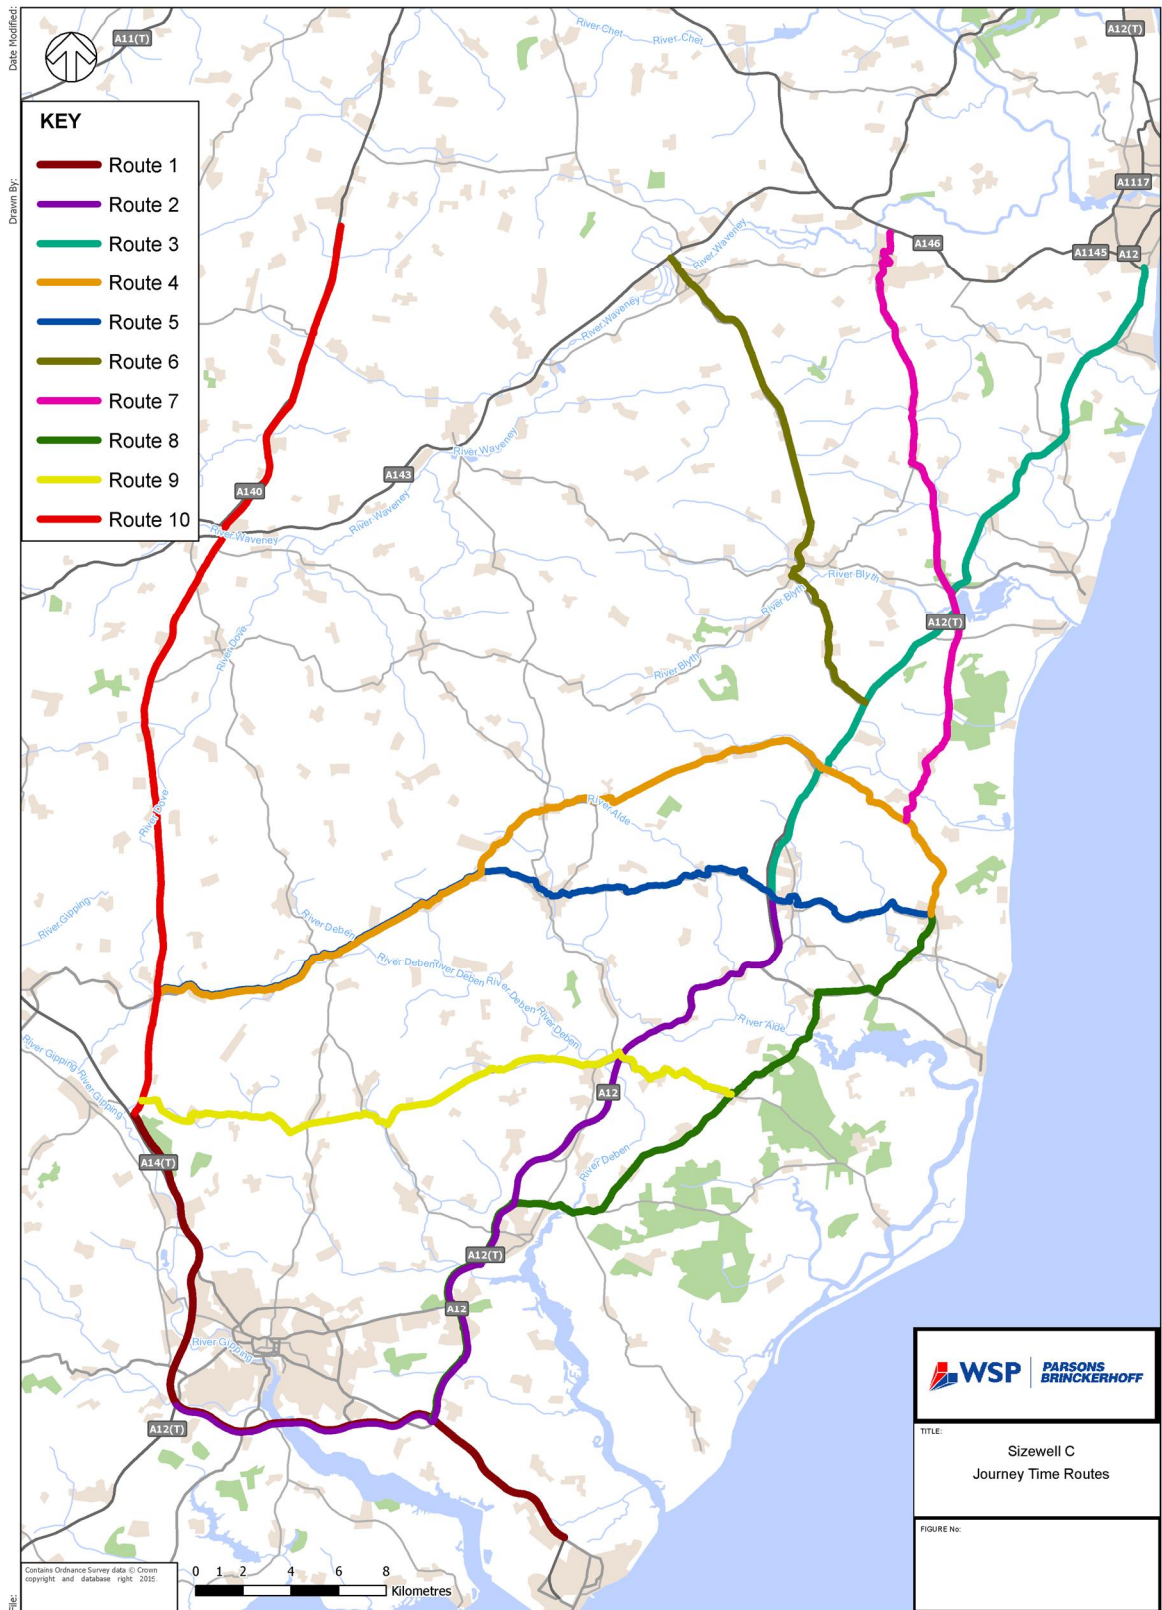 Date Modified:
Drawn By:
File:
KEY
Route 1
Route 2
Route 3
Route 4
Route 5
Route 6
Route 7
Route 8
Route 9
Route 10
A11(T)
River Chet
River Chet
A12(T)
A1117
A146
A1145
A12
River Waveney
River Waveney
River Waveney
A143
A140
River Waveney
River Waveney
River Blyth
River Blyth
A12(T)
River Dove
River Blyth
River Dove
River Alde
River Gipping
River Deben
River Deben
River Deben
River Deben
River Deben
River Alde
River Gipping
River Gipping
A12
A14(T)
River Deben
A12(T)
A12
River Gipping
A12(T)
WSP
PARSONS
BRINCKERHOFF
TITLE:
Sizewell C
Journey Time Routes
FIGURE No:
Contains Ordnance Survey data © Crown
copyright and database right 2015
0 1 2 4 6 8
Kilometres